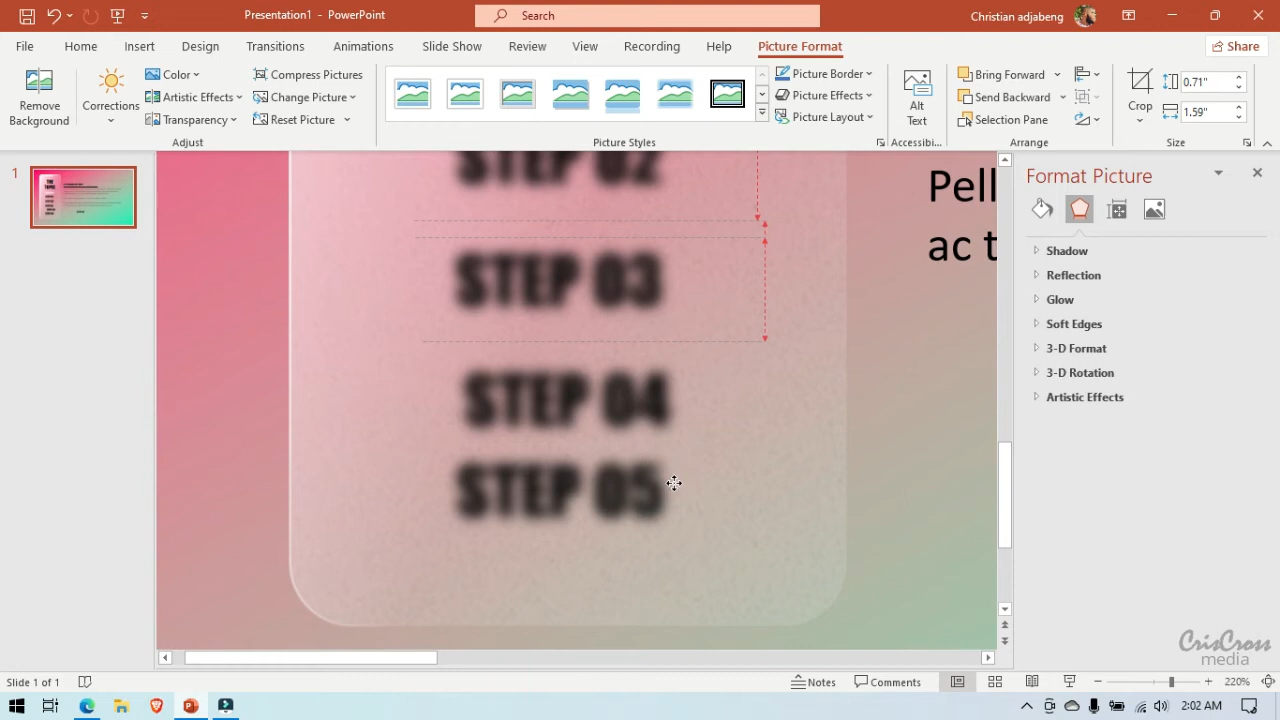 Presentation1 - PowerPoint
Search
Christian adjabeng
File Home Insert Design Transitions Animations Slide Show Review View Recording Help Picture Format
Share
Remove Background
Corrections
Color
Artistic Effects
Transparency
Compress Pictures
Change Picture
Reset Picture
Adjust
Picture Styles
Picture Border
Picture Effects
Picture Layout
Alt Text
Accessibi...
Bring Forward
Send Backward
Selection Pane
Arrange
Crop
0.71"
1.59"
Size
1
STEP 02
STEP 03
STEP 04
STEP 05
Pell
ac t
Format Picture
Shadow
Reflection
Glow
Soft Edges
3-D Format
3-D Rotation
Artistic Effects
CrisCross
media
Slide 1 of 1
Notes
Comments
220%
2:02 AM